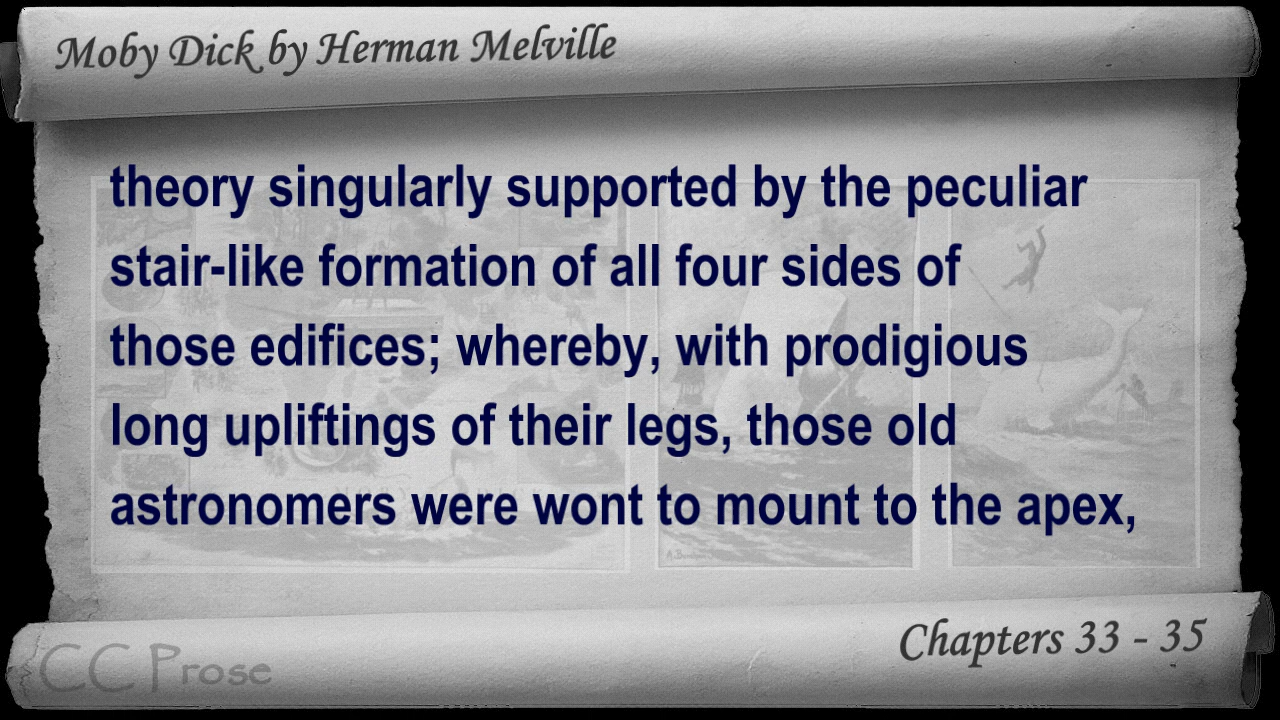 Moby Dick by Herman Melville
theory singularly supported by the peculiar
stair-like formation of all four sides of
those edifices; whereby, with prodigious
long upliftings of their legs, those old
astronomers were wont to mount to the apex,
Chapters 33 - 35
CC Prose